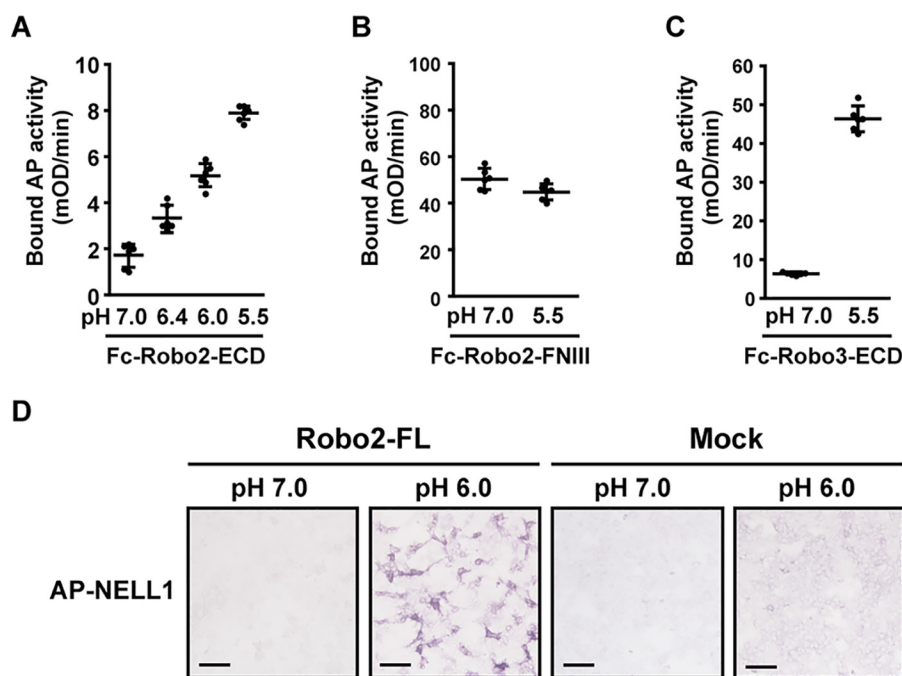 A
Bound AP activity
(mOD/min)
10
8
6
4
2
0
pH 7.0 6.4 6.0 5.5
Fc-Robo2-ECD
B
Bound AP activity
(mOD/min)
100
80
60
40
20
0
pH 7.0 5.5
Fc-Robo2-FNIII
C
Bound AP activity
(mOD/min)
60
50
40
30
20
10
0
pH 7.0 5.5
Fc-Robo3-ECD
D
Robo2-FL Mock
pH 7.0 pH 6.0 pH 7.0 pH 6.0
AP-NELL1